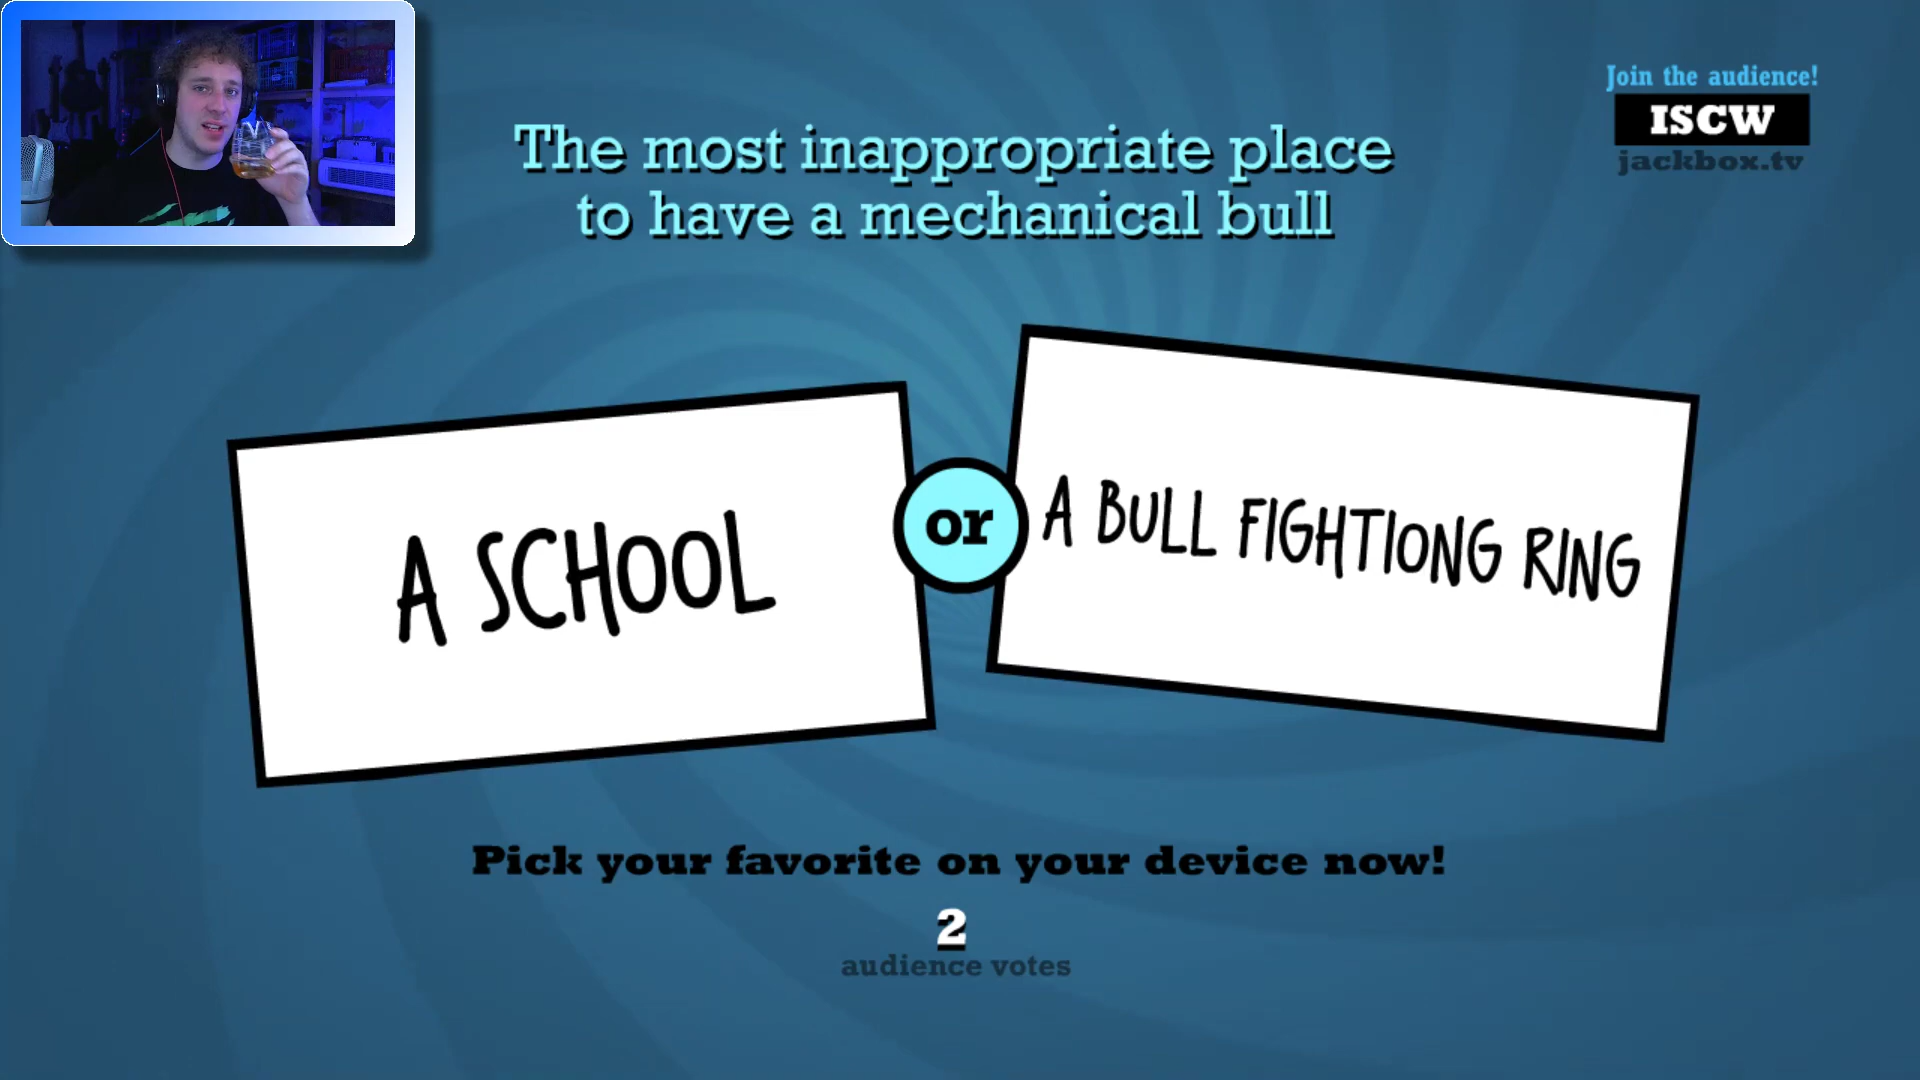 Join the audience!
ISCW
jackbox.tv
The most inappropriate place
to have a mechanical bull
A SCHOOL
or
A BULL FIGHTIONG RING
Pick your favorite on your device now!
2
audience votes